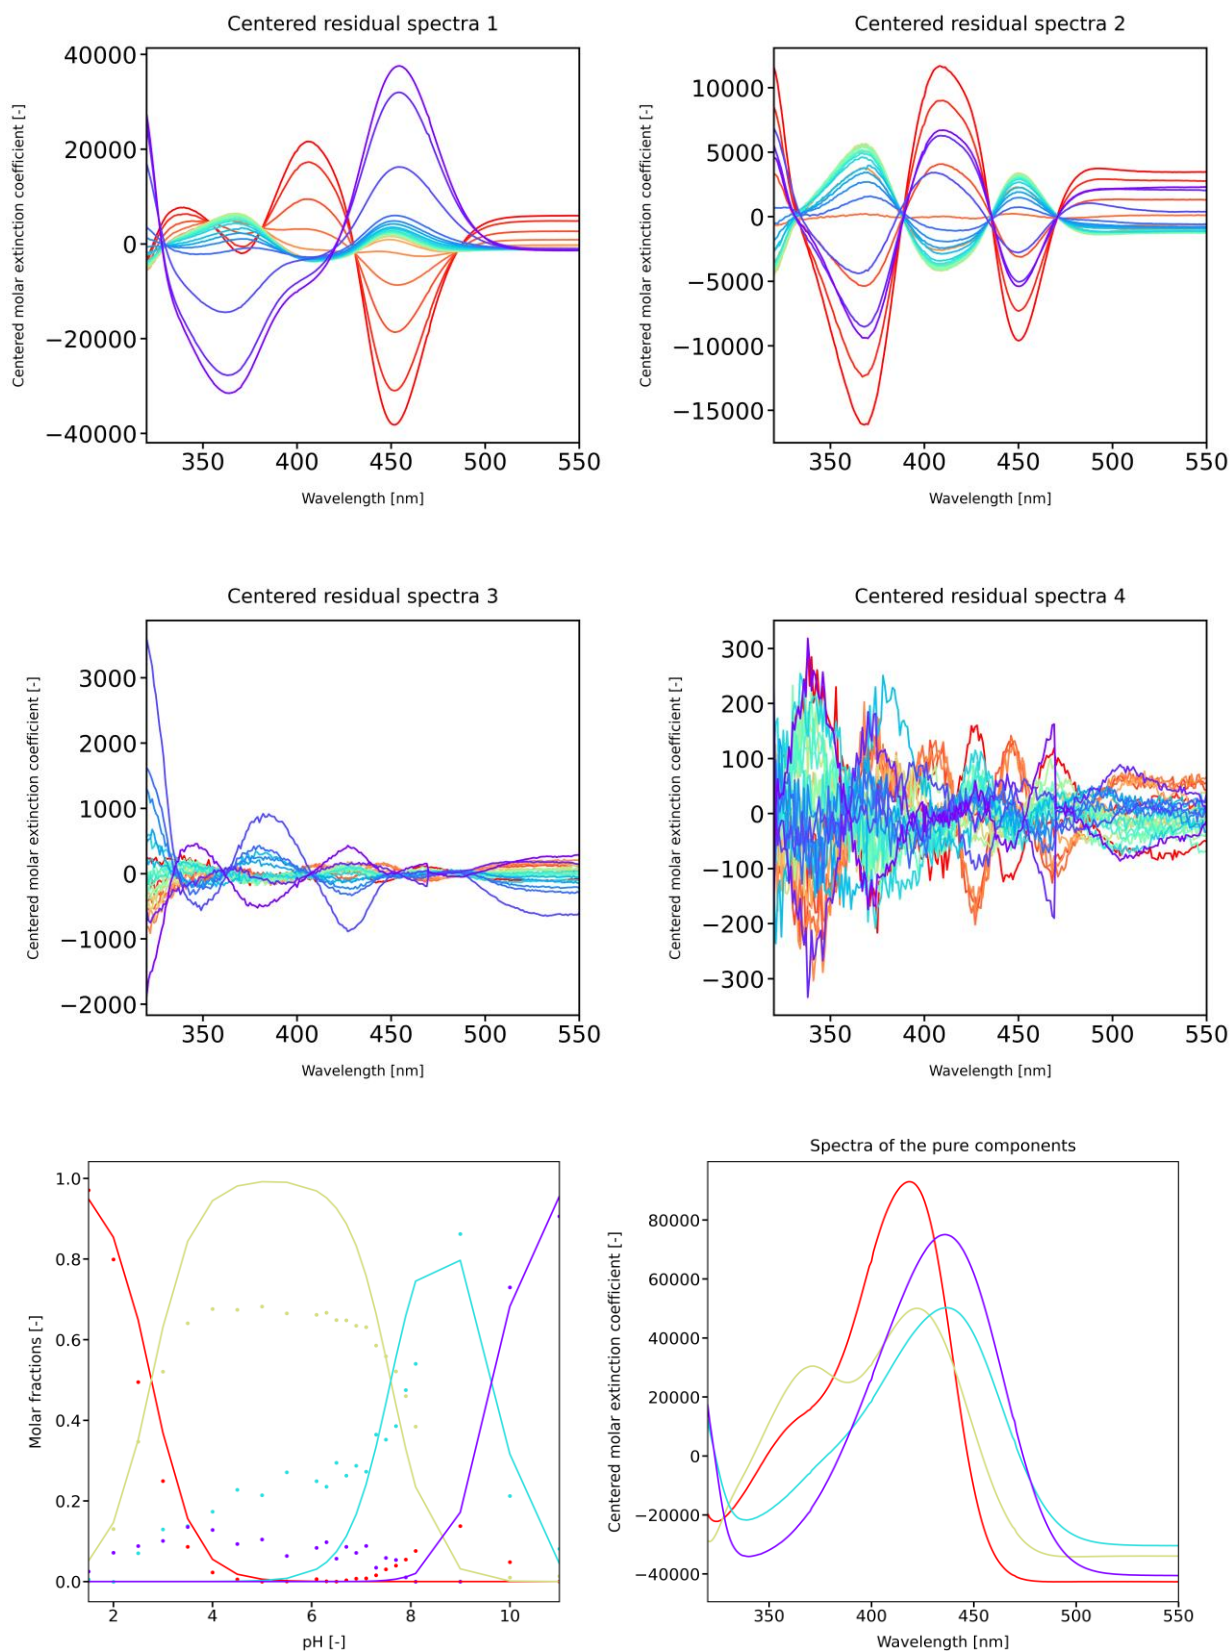 Centered residual spectra 1
Centered molar extinction coefficient [-]
40000
20000
0
−20000
−40000
350 400 450 500 550
Wavelength [nm]
Centered residual spectra 2
Centered molar extinction coefficient [-]
10000
5000
0
−5000
−10000
−15000
350 400 450 500 550
Wavelength [nm]
Centered residual spectra 3
Centered molar extinction coefficient [-]
3000
2000
1000
0
−1000
−2000
350 400 450 500 550
Wavelength [nm]
Centered residual spectra 4
Centered molar extinction coefficient [-]
300
200
100
0
−100
−200
−300
350 400 450 500 550
Wavelength [nm]
Molar fractions [-]
1.0
0.8
0.6
0.4
0.2
0.0
2 4 6 8 10
pH [-]
Spectra of the pure components
Centered molar extinction coefficient [-]
80000
60000
40000
20000
0
−20000
−40000
350 400 450 500 550
Wavelength [nm]